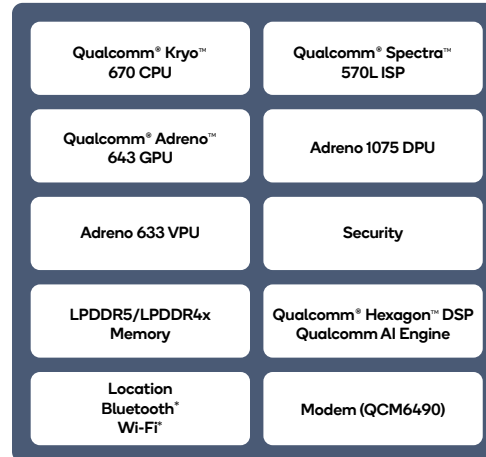 Qualcomm® Kryo™
670 CPU
Qualcomm® Spectra™
570L ISP
Qualcomm® Adreno™
643 GPU
Adreno 1075 DPU
Adreno 633 VPU
Security
LPDDR5/LPDDR4x
Memory
Qualcomm® Hexagon™ DSP
Qualcomm AI Engine
Location
Bluetooth*
Wi-Fi*
Modem (QCM6490)